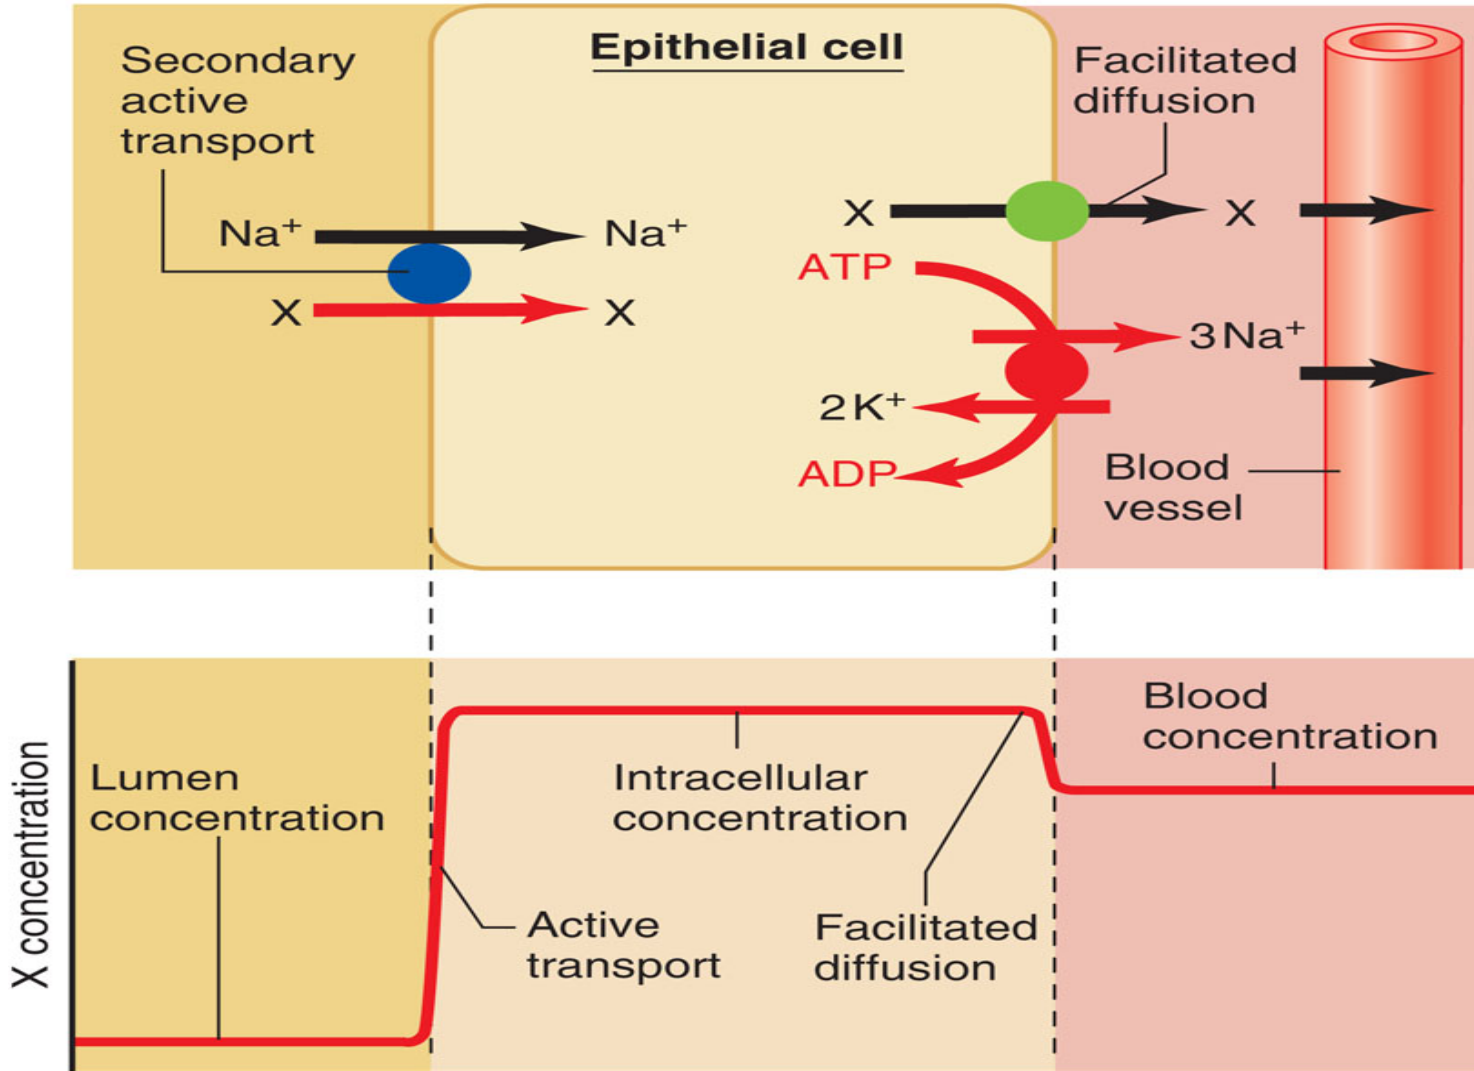 Epithelial cell
Secondary
active
transport
Facilitated
diffusion
Na⁺
Na⁺
X
X
X
X
ATP
3Na⁺
2K⁺
ADP
Blood
vessel
X concentration
Lumen
concentration
Intracellular
concentration
Blood
concentration
Active
transport
Facilitated
diffusion